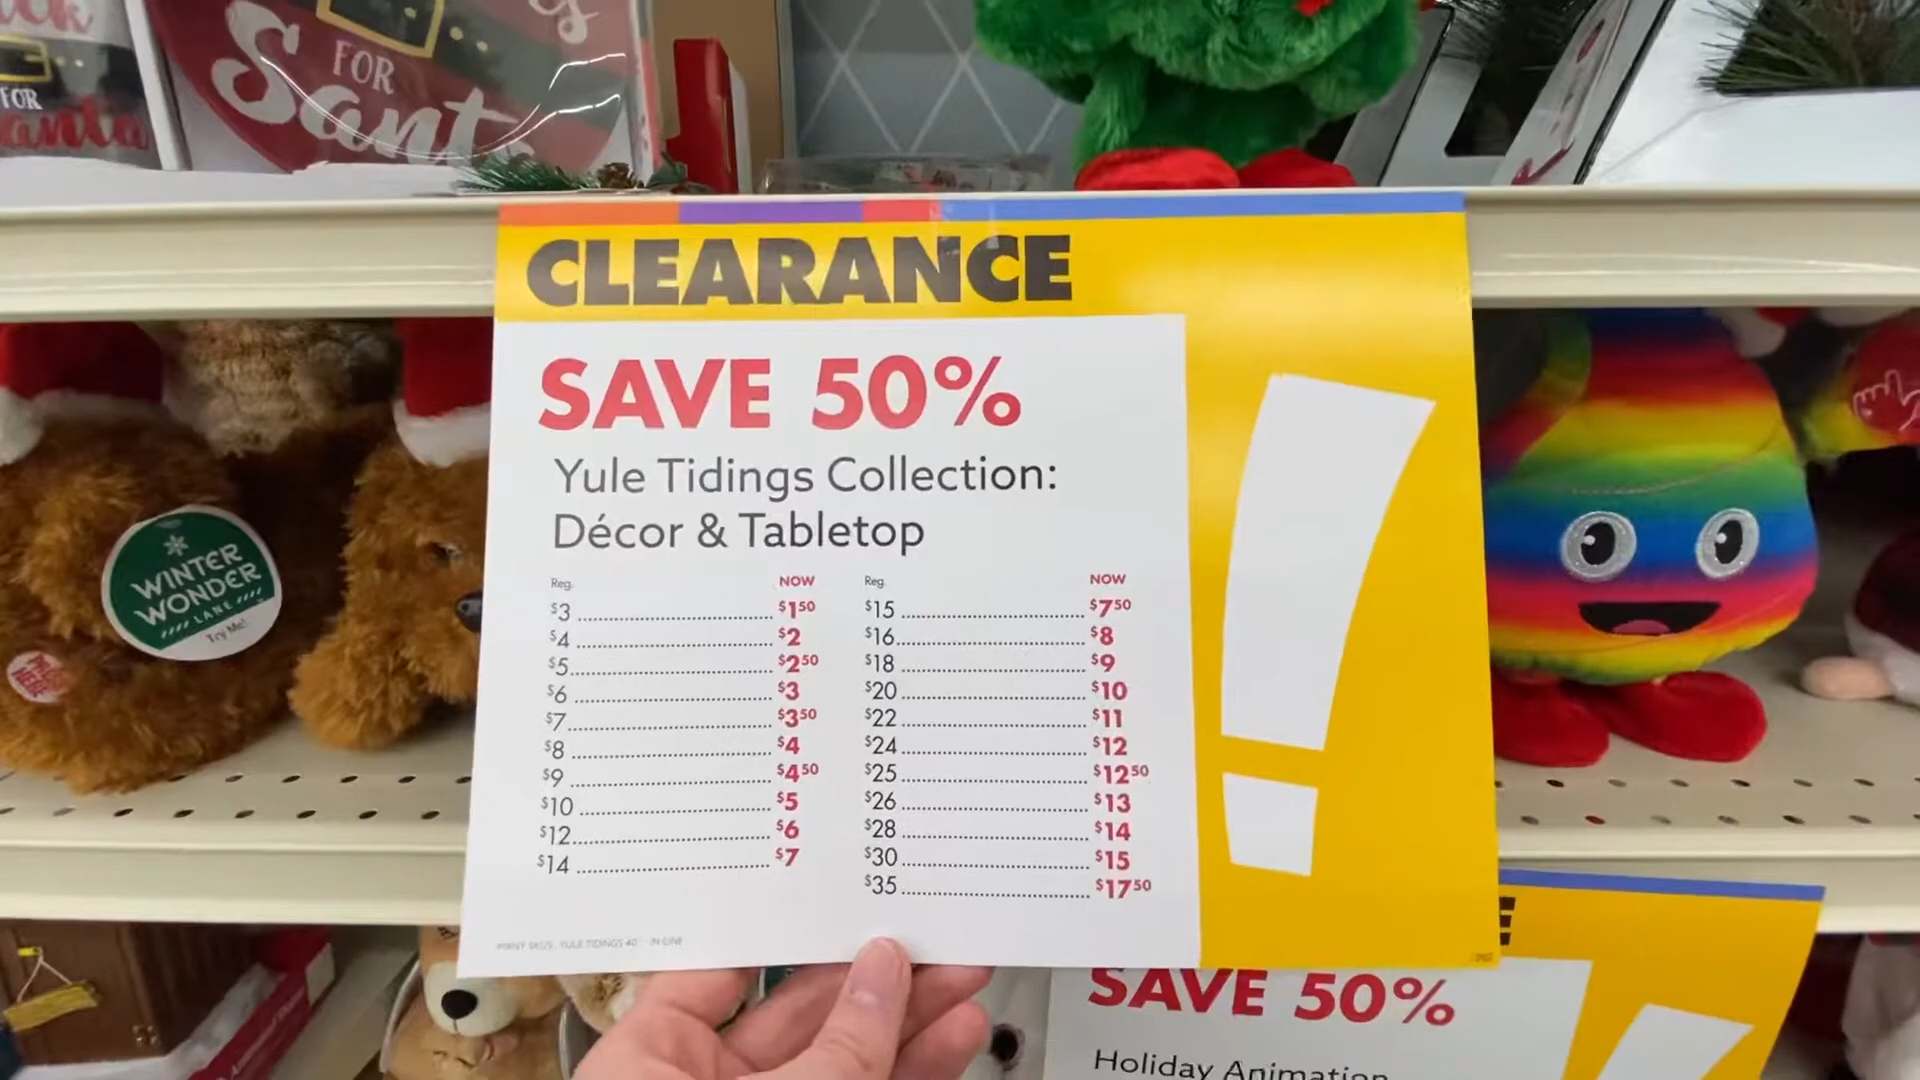 FOR
Santa
FOR
CLEARANCE
SAVE 50%
Yule Tidings Collection:
Décor & Tabletop
Reg. NOW
$3 $1.50
$4 $2
$5 $2.50
$6 $3
$7 $3.50
$8 $4
$9 $4.50
$10 $5
$12 $6
$14 $7
Reg. NOW
$15 $7.50
$16 $8
$18 $9
$20 $10
$22 $11
$24 $12
$25 $12.50
$26 $13
$28 $14
$30 $15
$35 $17.50
WINTER
WONDER
LANE
Try Me!
SAVE 50%
Holiday Animation